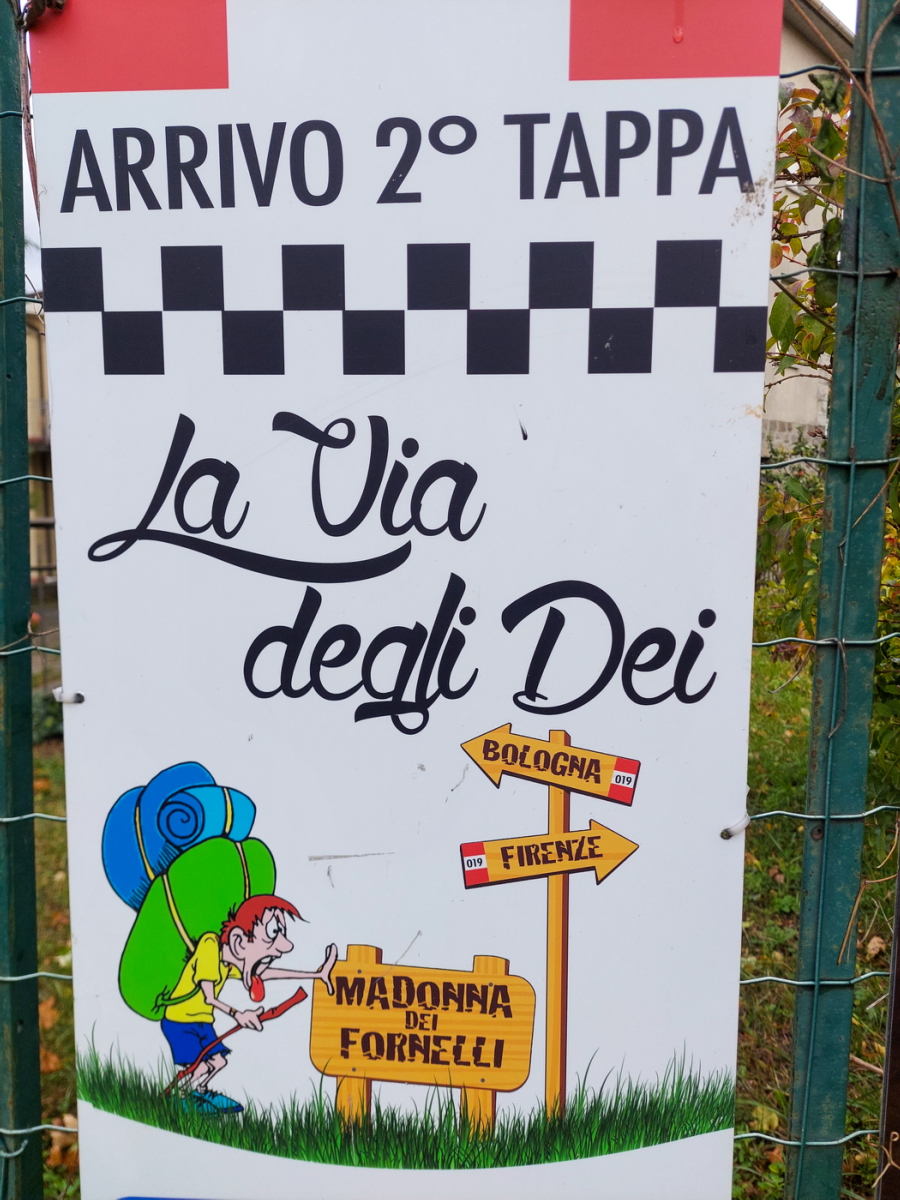 ARRIVO 2° TAPPA
La Via
degli Dei
BOLOGNA 019
019 FIRENZE
MADONNA
DEI
FORNELLI